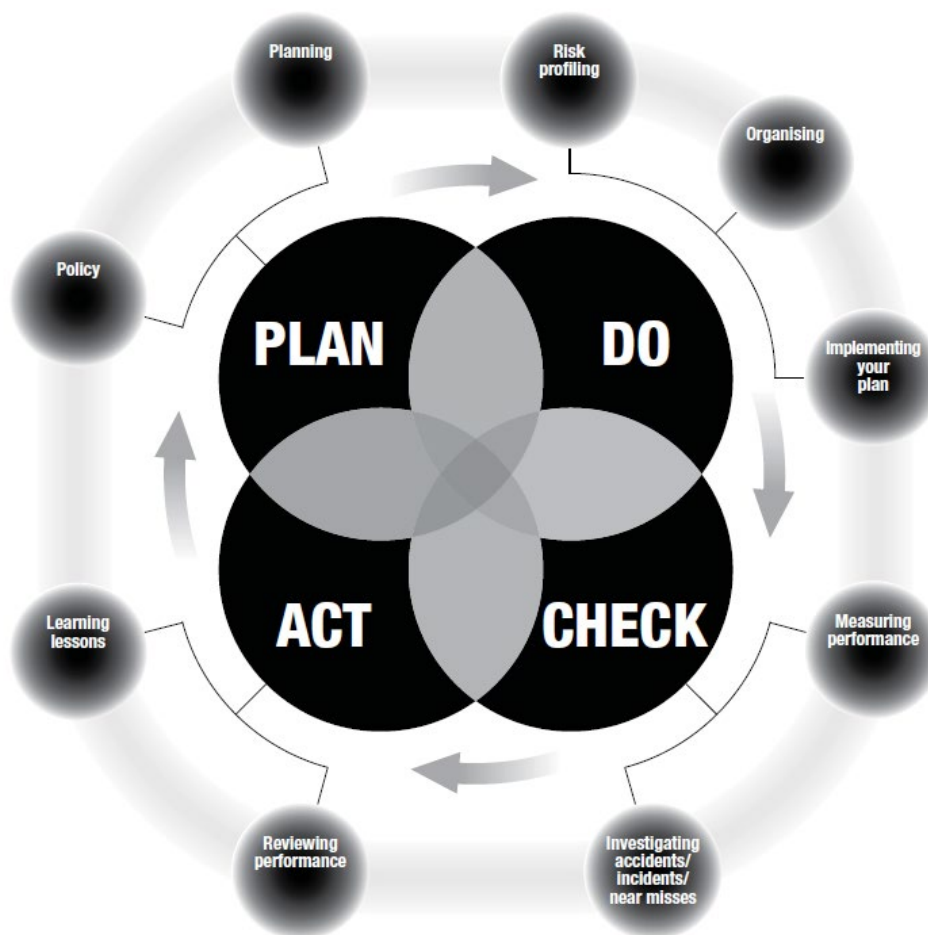 Planning
Risk
profiling
Organising
Policy
PLAN
DO
Implementing
your
plan
ACT
CHECK
Learning
lessons
Measuring
performance
Reviewing
performance
Investigating
accidents/
incidents/
near misses